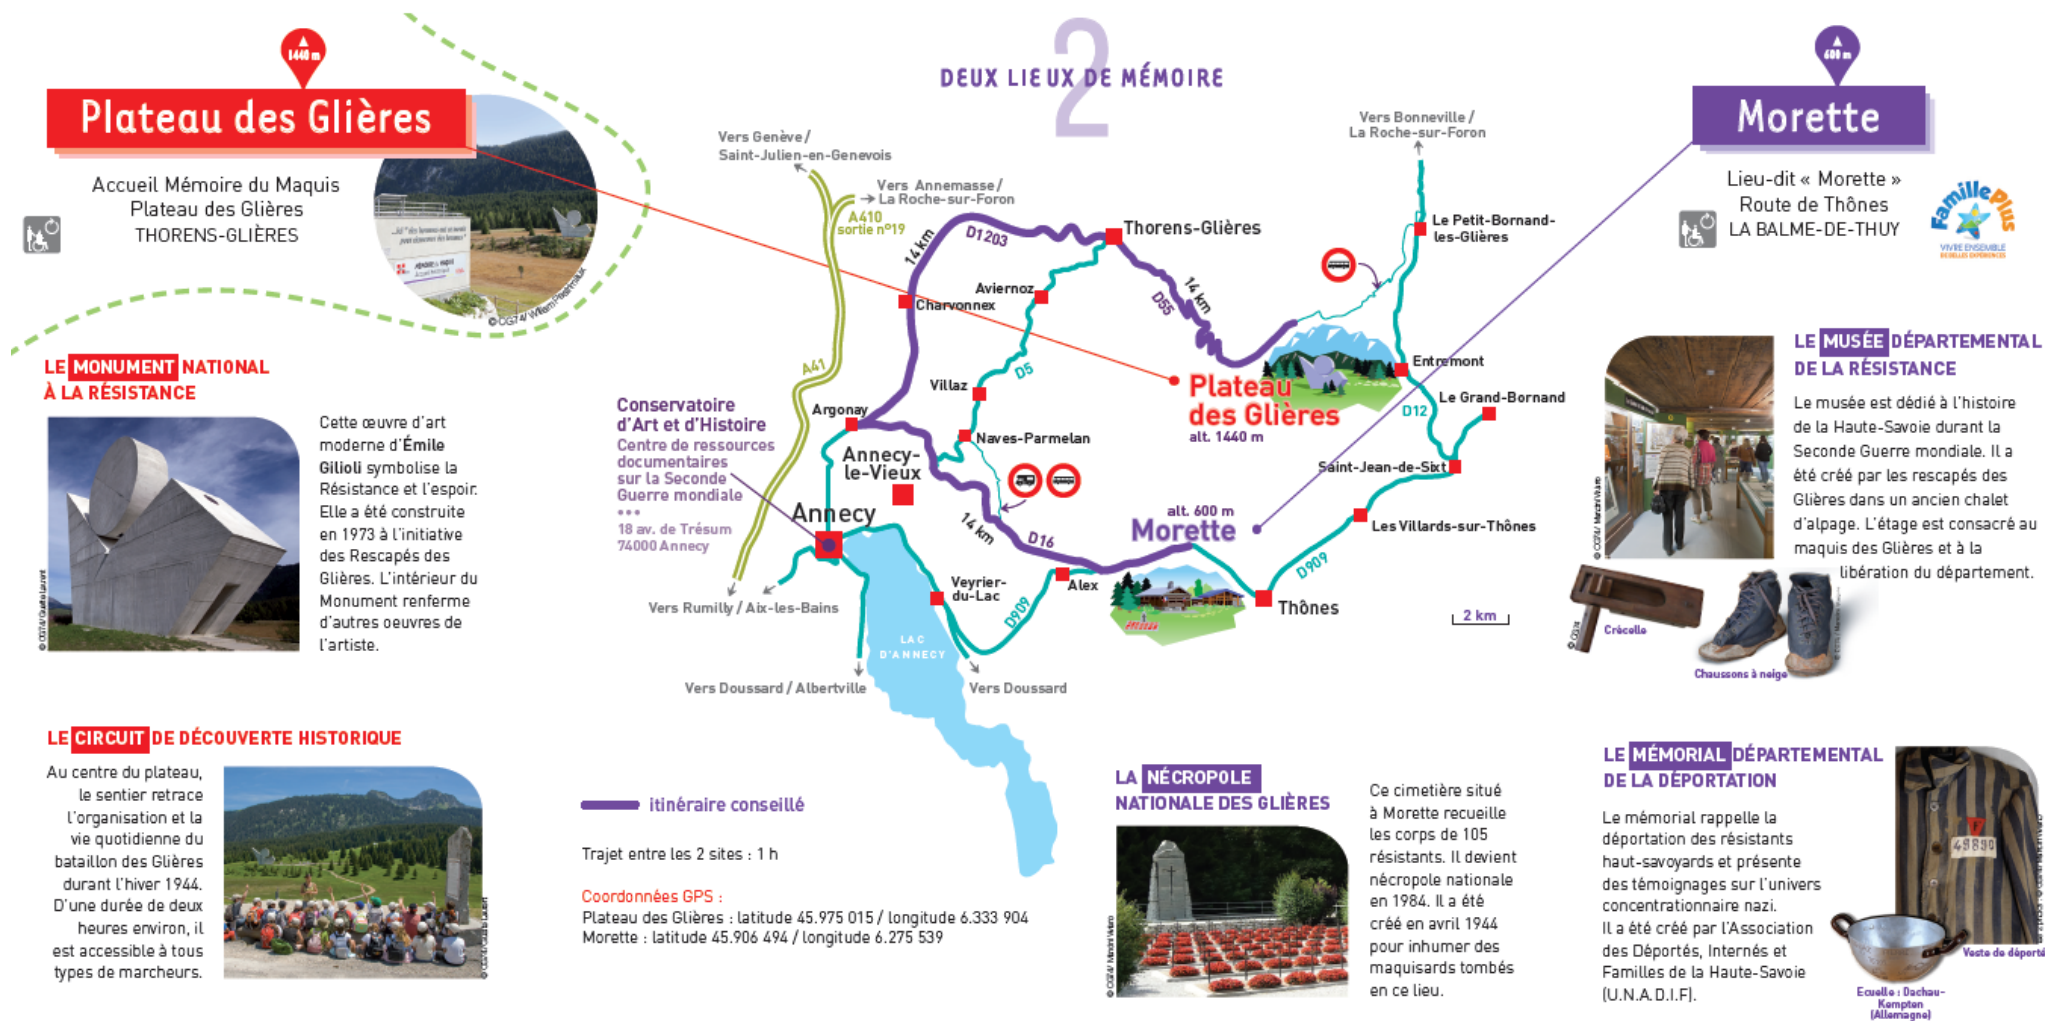 DEUX LIEUX DE MÉMOIRE
2
1440 m
Plateau des Glières
Accueil Mémoire du Maquis
Plateau des Glières
THORENS-GLIÈRES
LE MONUMENT NATIONAL
À LA RÉSISTANCE
Cette œuvre d'art
moderne d'Émile
Gilioli symbolise la
Résistance et l'espoir.
Elle a été construite
en 1973 à l'initiative
des Rescapés des
Glières. L'intérieur du
Monument renferme
d'autres oeuvres de
l'artiste.
LE CIRCUIT DE DÉCOUVERTE HISTORIQUE
Au centre du plateau,
le sentier retrace
l'organisation et la
vie quotidienne du
bataillon des Glières
durant l'hiver 1944.
D'une durée de deux
heures environ, il
est accessible à tous
types de marcheurs.
Vers Genève /
Saint-Julien-en-Genevois
Vers Annemasse /
La Roche-sur-Foron
A410
sortie n°19
Vers Bonneville /
La Roche-sur-Foron
D1203
14 km
Thorens-Glières
Le Petit-Bornand-
les-Glières
Aviernoz
Charvonnex
D55
14 km
A41
D5
Villaz
Entremont
Plateau
des Glières
alt. 1440 m
Le Grand-Bornand
D12
Conservatoire
d'Art et d'Histoire
Centre de ressources
documentaires
sur la Seconde
Guerre mondiale
•••
18 av. de Trésum
74000 Annecy
Argonay
Naves-Parmelan
Annecy-
le-Vieux
Saint-Jean-de-Sixt
Annecy
14 km
D16
alt. 600 m
Morette
Les Villards-sur-Thônes
D909
Veyrier-
du-Lac
Alex
D909
Thônes
2 km
Vers Rumilly / Aix-les-Bains
LAC
D'ANNECY
Vers Doussard / Albertville
Vers Doussard
itinéraire conseillé
Trajet entre les 2 sites : 1 h
Coordonnées GPS :
Plateau des Glières : latitude 45.975 015 / longitude 6.333 904
Morette : latitude 45.906 494 / longitude 6.275 539
LA NÉCROPOLE
NATIONALE DES GLIÈRES
Ce cimetière situé
à Morette recueille
les corps de 105
résistants. Il devient
nécropole nationale
en 1984. Il a été
créé en avril 1944
pour inhumer des
maquisards tombés
en ce lieu.
600 m
Morette
Lieu-dit « Morette »
Route de Thônes
LA BALME-DE-THUY
Famille Plus
VIVRE ENSEMBLE
LE MUSÉE DÉPARTEMENTAL
DE LA RÉSISTANCE
Le musée est dédié à l'histoire
de la Haute-Savoie durant la
Seconde Guerre mondiale. Il a
été créé par les rescapés des
Glières dans un ancien chalet
d'alpage. L'étage est consacré au
maquis des Glières et à la
libération du département.
© CG74
Crécelle
Chaussons à neige
LE MÉMORIAL DÉPARTEMENTAL
DE LA DÉPORTATION
Le mémorial rappelle la
déportation des résistants
haut-savoyards et présente
des témoignages sur l'univers
concentrationnaire nazi.
Il a été créé par l'Association
des Déportés, Internés et
Familles de la Haute-Savoie
(U.N.A.D.I.F).
F
49890
Veste de déporté
Ecuelle : Dachau-
Kempten
(Allemagne)